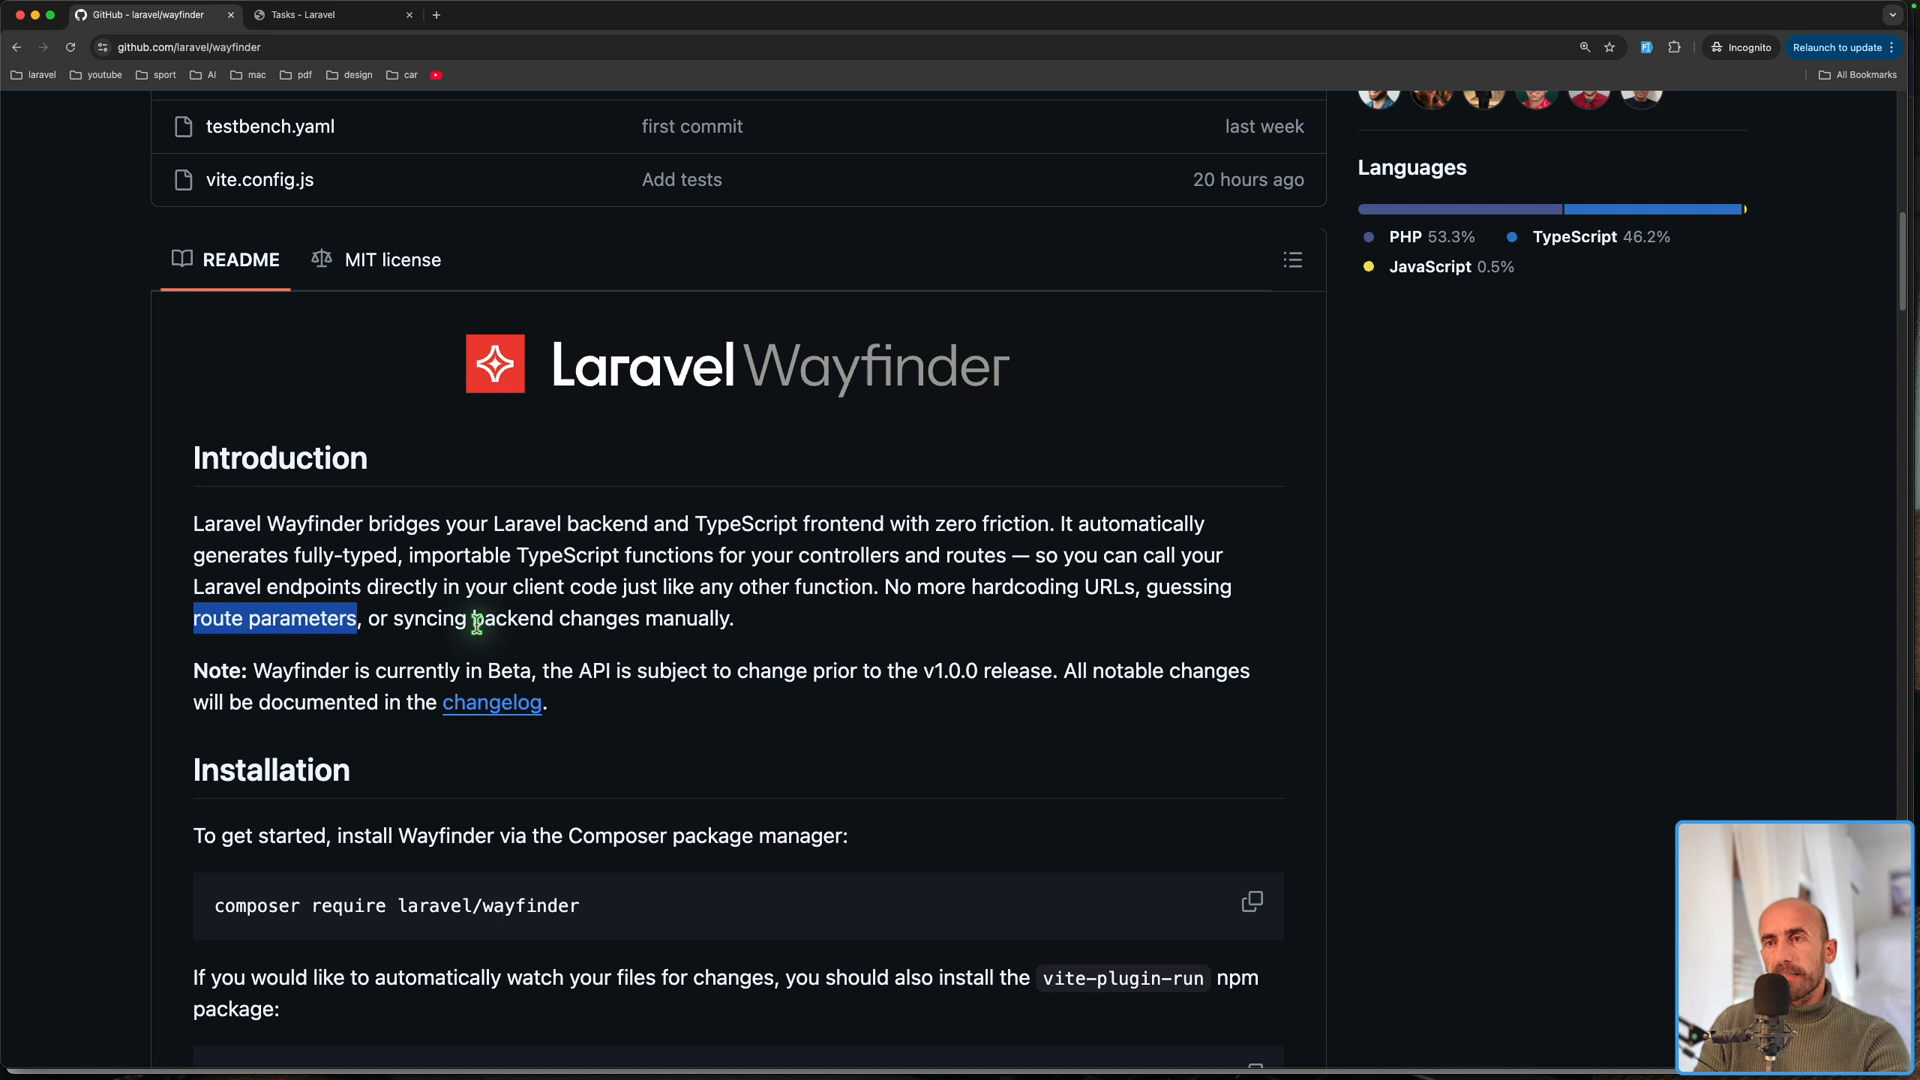 GitHub - laravel/wayfinder
Tasks - Laravel
github.com/laravel/wayfinder
Incognito
Relaunch to update
laravel
youtube
sport
AI
mac
pdf
design
car
All Bookmarks
testbench.yaml
first commit
last week
vite.config.js
Add tests
20 hours ago
Languages
PHP 53.3%
TypeScript 46.2%
JavaScript 0.5%
README
MIT license
Laravel Wayfinder
Introduction
Laravel Wayfinder bridges your Laravel backend and TypeScript frontend with zero friction. It automatically
generates fully-typed, importable TypeScript functions for your controllers and routes — so you can call your
Laravel endpoints directly in your client code just like any other function. No more hardcoding URLs, guessing
route parameters, or syncing backend changes manually.
Note: Wayfinder is currently in Beta, the API is subject to change prior to the v1.0.0 release. All notable changes
will be documented in the changelog.
Installation
To get started, install Wayfinder via the Composer package manager:
composer require laravel/wayfinder
If you would like to automatically watch your files for changes, you should also install the vite-plugin-run npm
package: